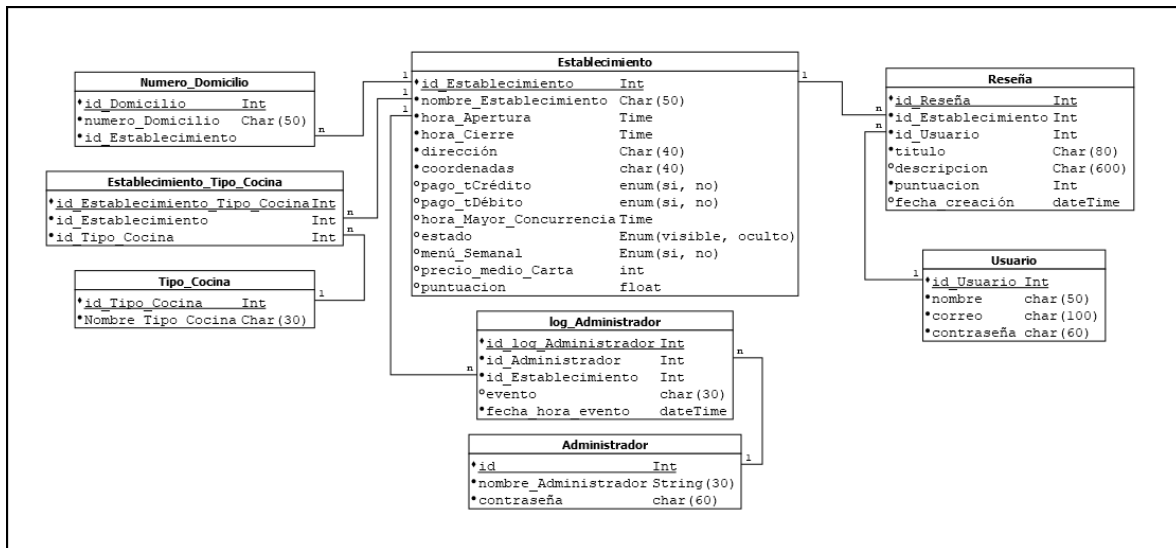 Numero_Domicilio
id_Domicilio Int
numero_Domicilio Char(50)
id_Establecimiento
n
Establecimiento_Tipo_Cocina
id_Establecimiento_Tipo_Cocina Int
id_Establecimiento Int
id_Tipo_Cocina Int
n
n
Tipo_Cocina
id_Tipo_Cocina Int
Nombre_Tipo_Cocina Char(30)
1
Establecimiento
1
1
1
1
id_Establecimiento Int
nombre_Establecimiento Char(50)
hora_Apertura Time
hora_Cierre Time
dirección Char(40)
coordenadas char(40)
pago_tCrédito enum(si, no)
pago_tDébito enum(si, no)
hora_Mayor_Concurrencia Time
estado Enum(visible, oculto)
menú_Semanal Enum(si, no)
precio_medio_Carta int
puntuacion float
log_Administrador
id_log_Administrador Int
id_Administrador Int
id_Establecimiento Int
evento char(30)
fecha_hora_evento dateTime
n
n
Administrador
id Int
nombre_Administrador String(30)
contraseña char(60)
1
Reseña
id_Reseña Int
id_Establecimiento Int
id_Usuario Int
titulo Char(80)
descripcion Char(600)
puntuacion Int
fecha_creación dateTime
n
n
Usuario
id_Usuario Int
nombre char(50)
correo char(100)
contraseña char(60)
1